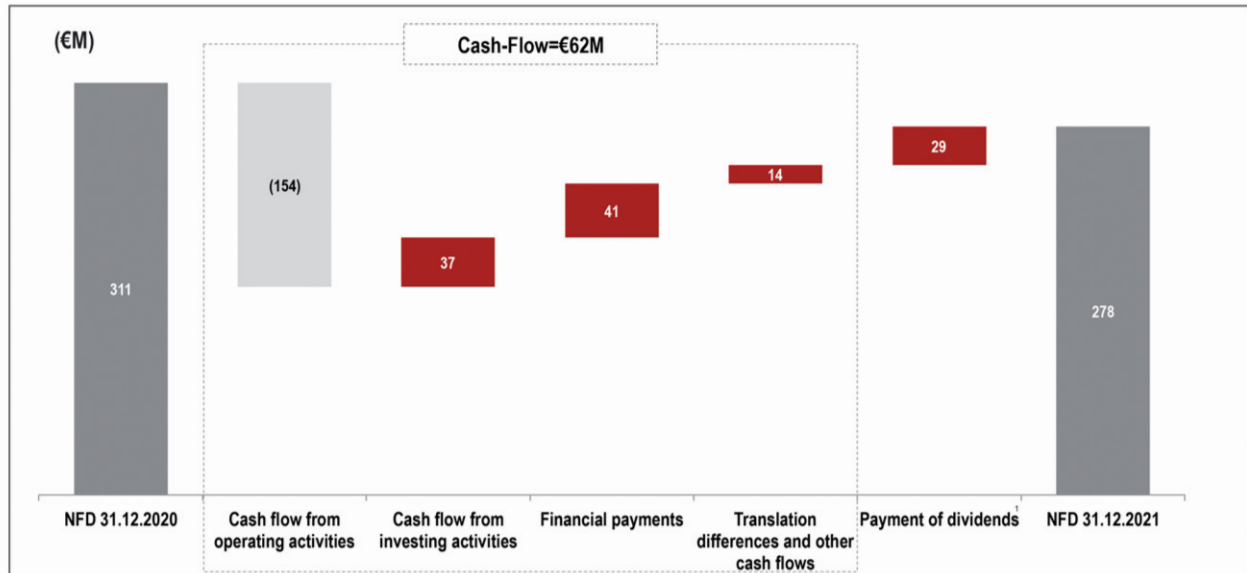 (€M)
Cash-Flow=€62M
311
(154)
37
41
14
29
278
NFD 31.12.2020
Cash flow from
operating activities
Cash flow from
investing activities
Financial payments
Translation
differences and other
cash flows
Payment of dividends¹
NFD 31.12.2021